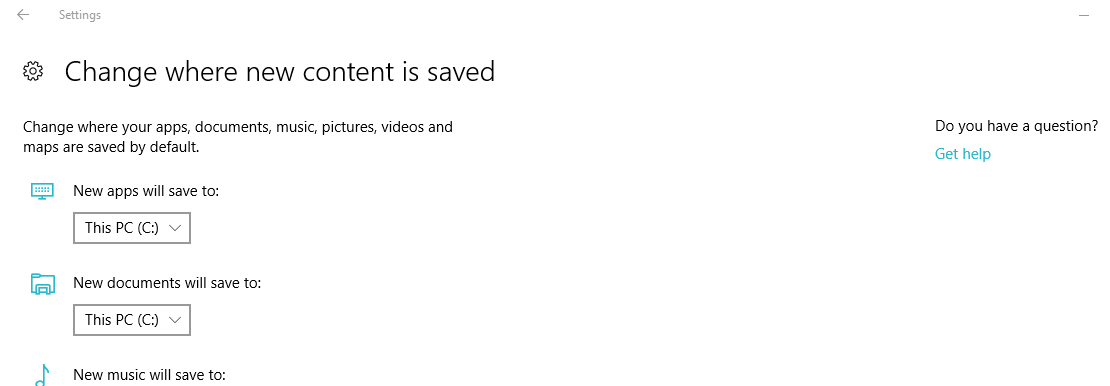 Settings
Change where new content is saved
Change where your apps, documents, music, pictures, videos and
maps are saved by default.
New apps will save to:
This PC (C:)
New documents will save to:
This PC (C:)
New music will save to:
Do you have a question?
Get help